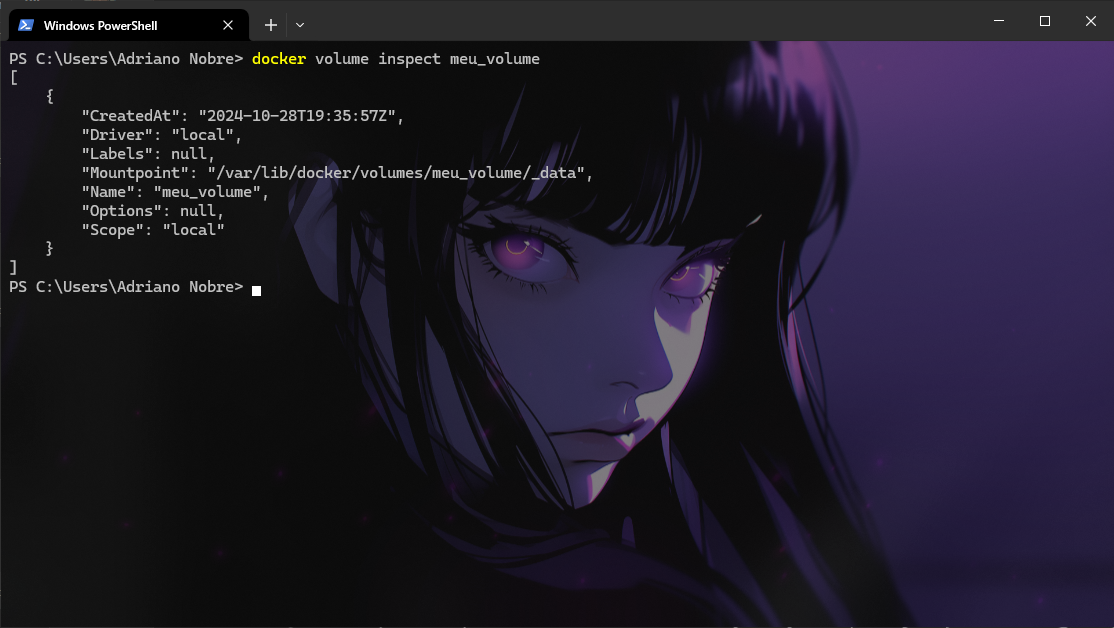 Windows PowerShell
PS C:\Users\Adriano Nobre> docker volume inspect meu_volume
[
    {
        "CreatedAt": "2024-10-28T19:35:57Z",
        "Driver": "local",
        "Labels": null,
        "Mountpoint": "/var/lib/docker/volumes/meu_volume/_data",
        "Name": "meu_volume",
        "Options": null,
        "Scope": "local"
    }
]
PS C:\Users\Adriano Nobre>